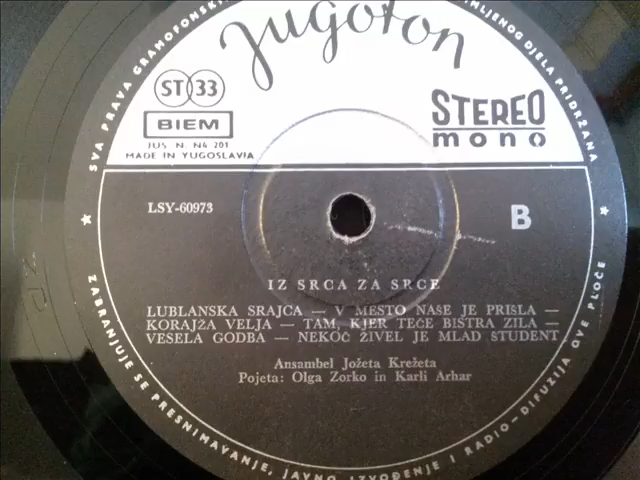 SVA PRAVA GRAMOFONSK
MLJENOG DJELA PRIDRŽANA
Jugoton
ST 33
STEREO
mono
BIEM
JUS N. N4 201
MADE IN YUGOSLAVIA
LSY-60973
B
IZ SRCA ZA SRCE
LUBLANSKA SRAJCA — V MESTO NAŠE JE PRIŠLA —
KORAJŽA VELJA — TAM, KJER TEČE BISTRA ZILA —
VESELA GODBA — NEKOČ ŽIVEL JE MLAD ŠTUDENT
Ansambel Jožeta Krežeta
Pojeta: Olga Zorko in Karli Arhar
ZABRANJUJE SE PRESNIMAVANJE, JAVNO IZVOĐENJE I RADIO-DIFUZIJA OVE PLOČE